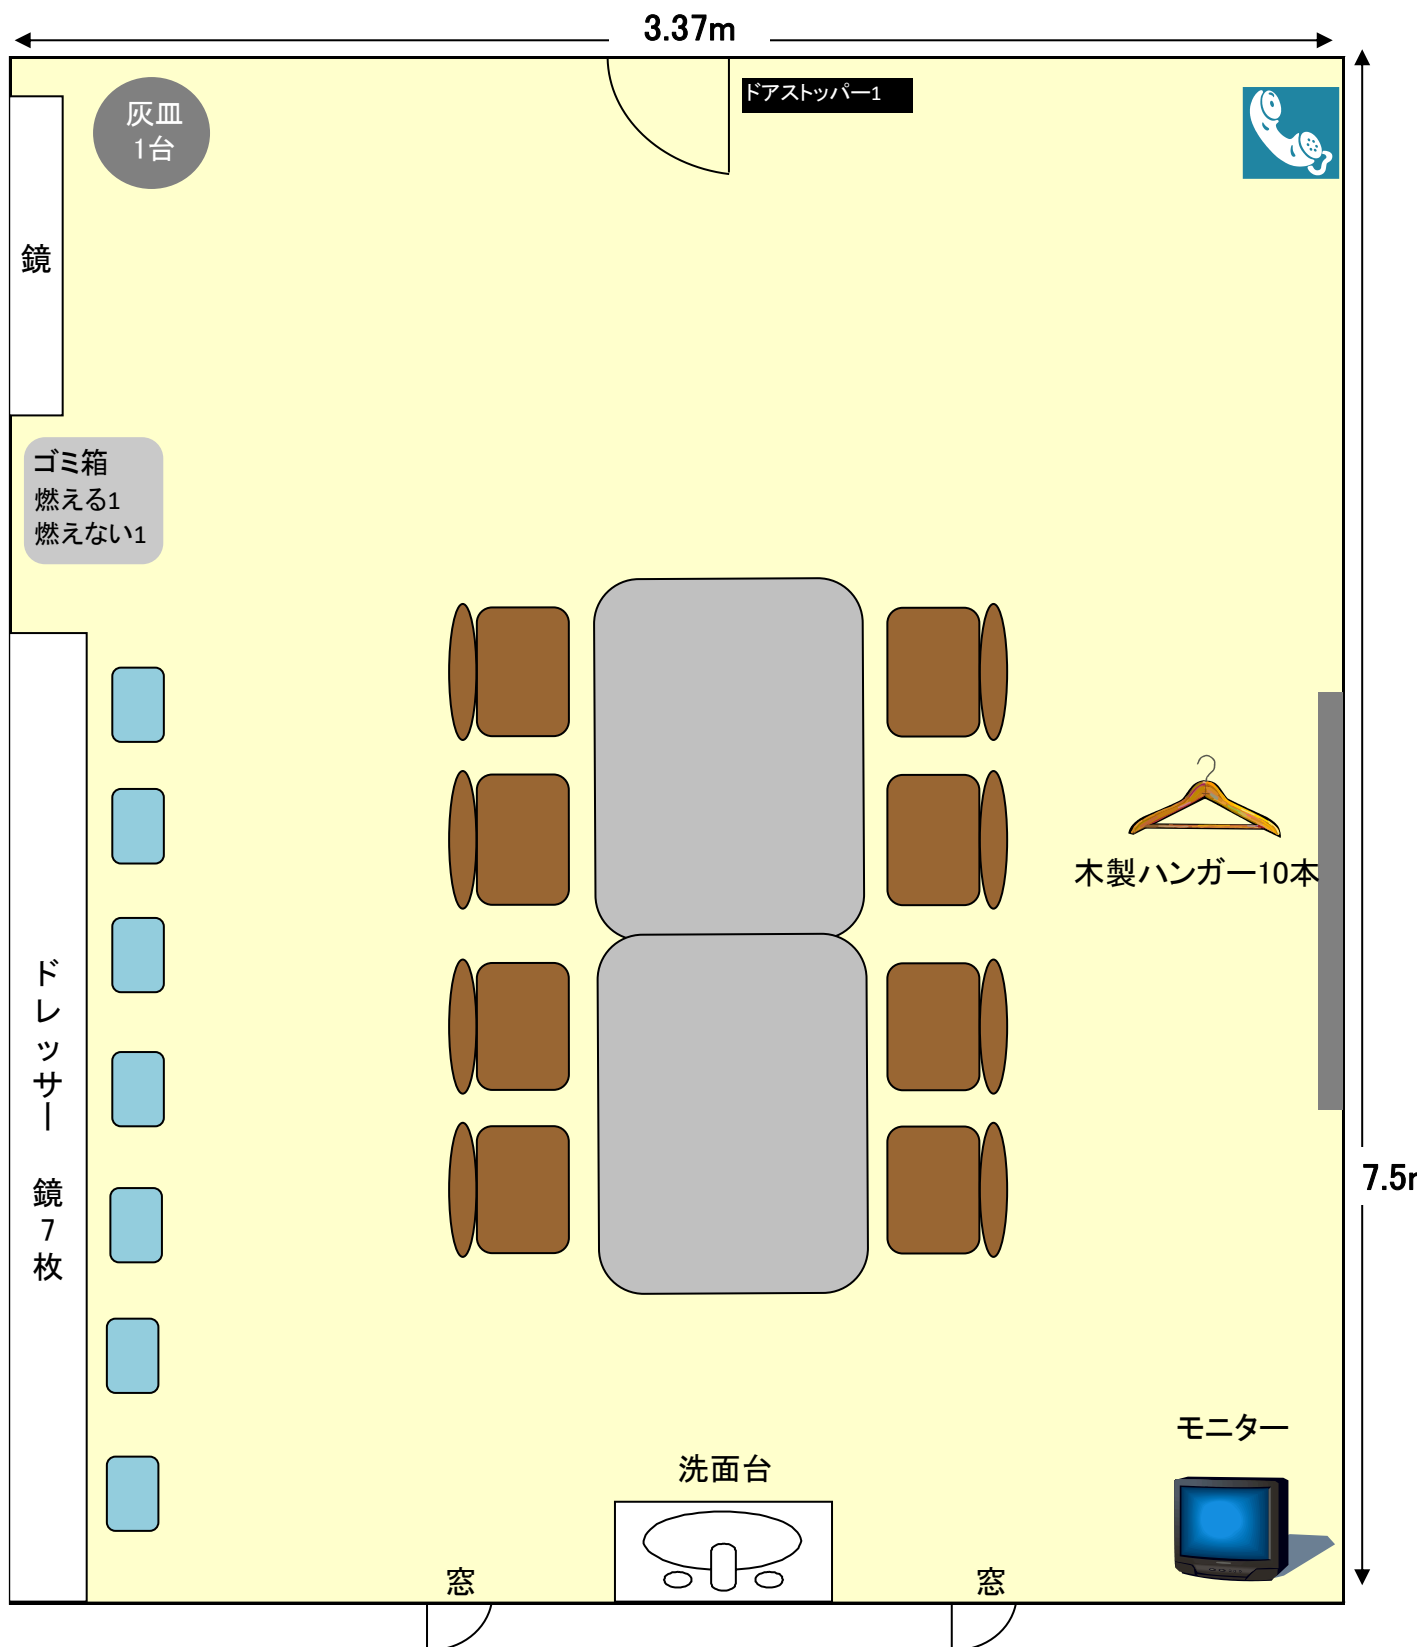 3.37m
ドアストッパー1
灰皿
1台
鏡
ゴミ箱
燃える1
燃えない1
木製ハンガー10本
ドレッサー 鏡7枚
7.5
モニター
洗面台
窓
窓